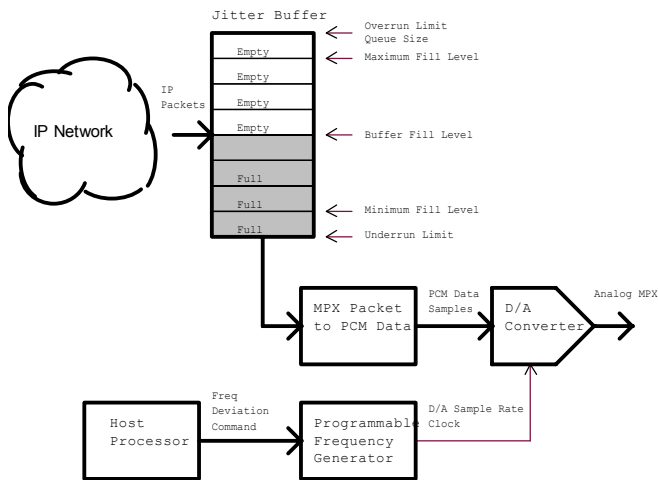 Jitter Buffer
Overrun Limit
Queue Size
Empty
Maximum Fill Level
Empty
IP
Packets
Empty
IP Network
Empty
Buffer Fill Level
Full
Full
Minimum Fill Level
Full
Underrun Limit
MPX Packet
to PCM Data
PCM Data
Samples
D/A
Converter
Analog MPX
Freq
Deviation
Command
Host
Processor
Programmable
Frequency
Generator
D/A Sample Rate
Clock